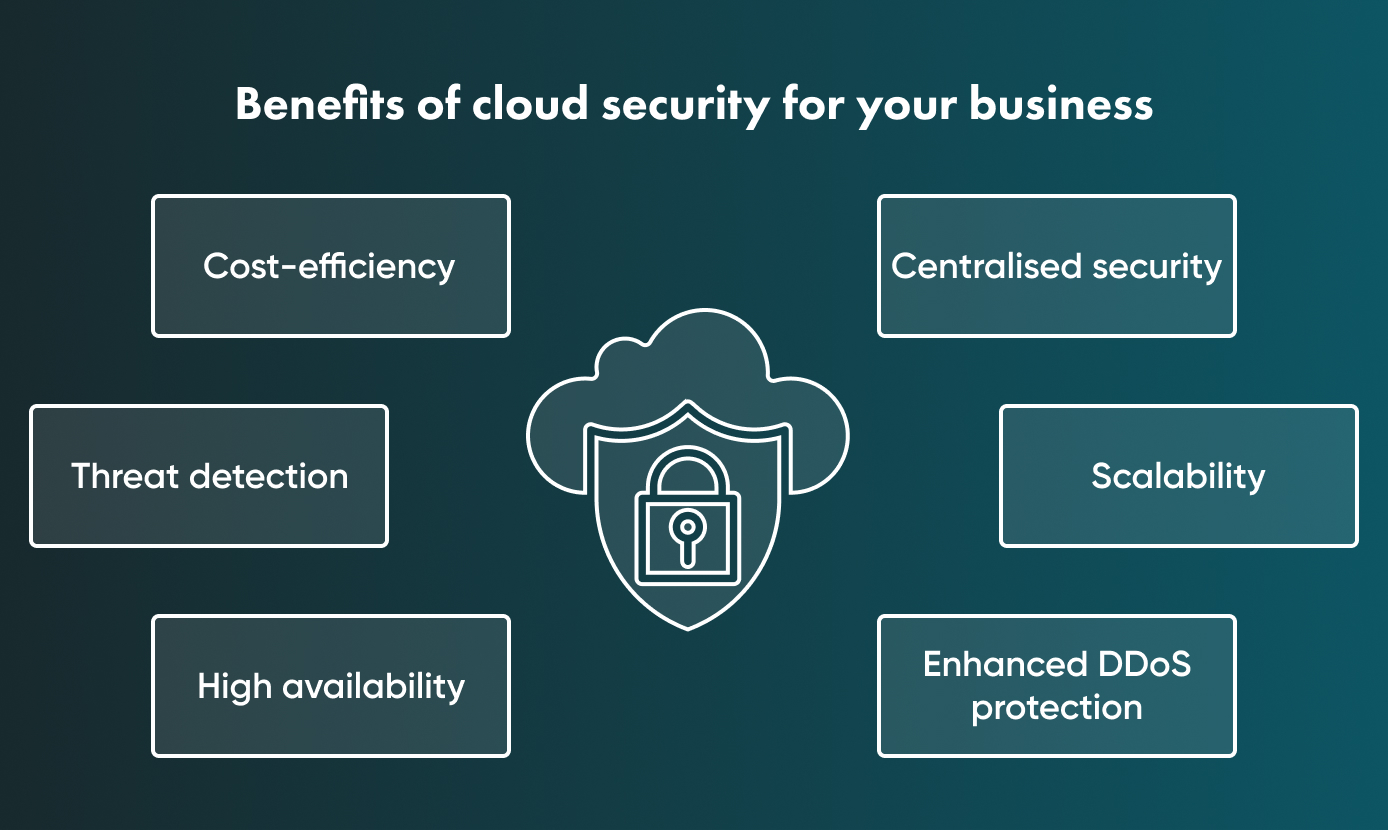 Benefits of cloud security for your business
Cost-efficiency
Centralised security
Threat detection
Scalability
High availability
Enhanced DDoS
protection